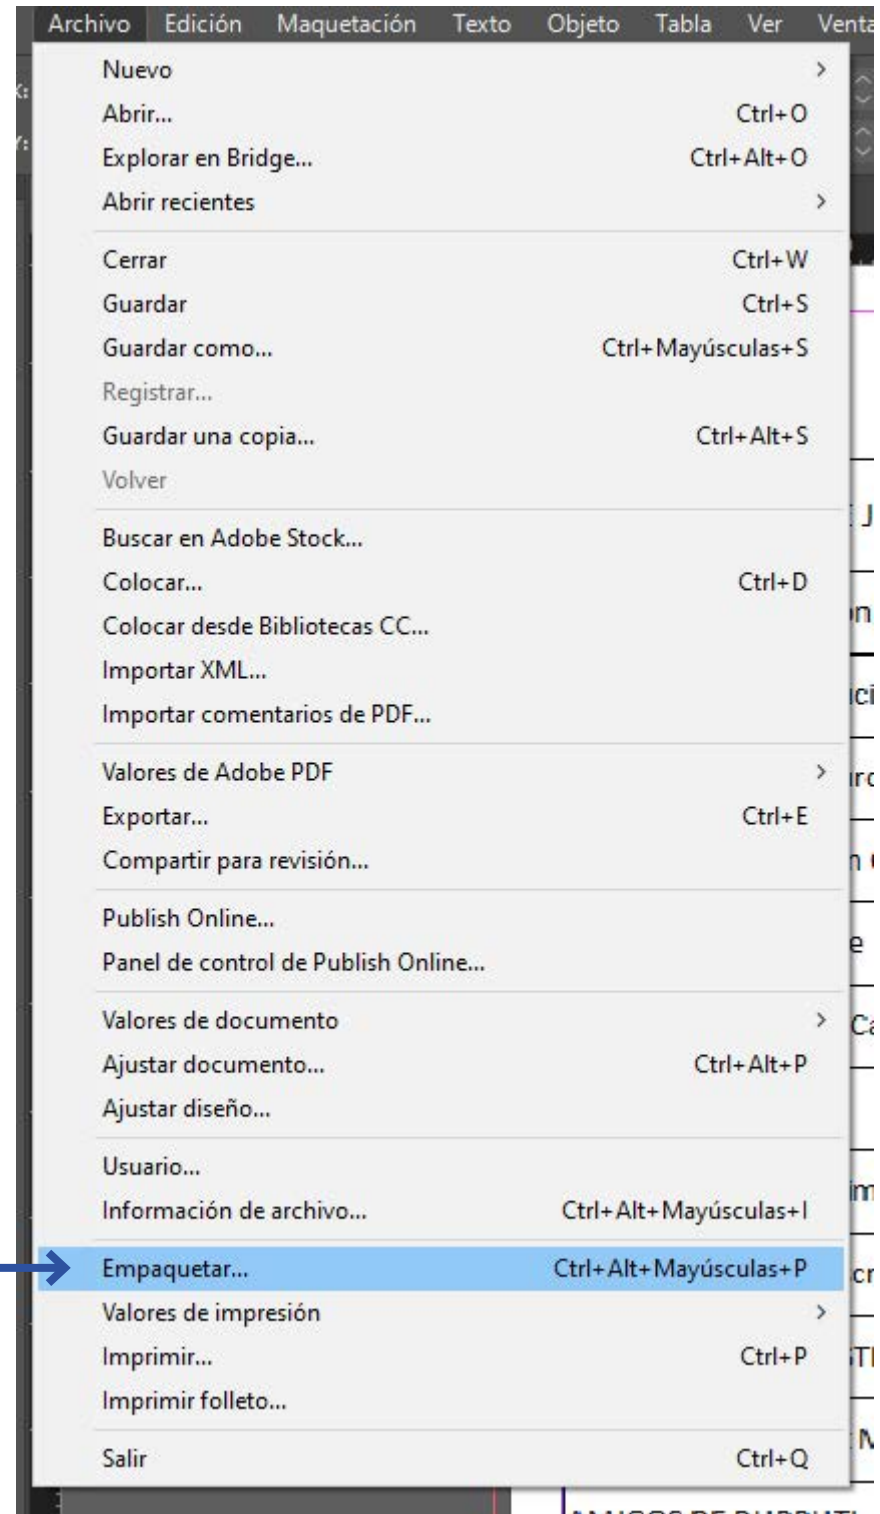 Archivo Edición Maquetación Texto Objeto Tabla Ver
Nuevo
Abrir... Ctrl+O
Explorar en Bridge... Ctrl+Alt+O
Abrir recientes
Cerrar Ctrl+W
Guardar Ctrl+S
Guardar como... Ctrl+Mayúsculas+S
Registrar...
Guardar una copia... Ctrl+Alt+S
Volver
Buscar en Adobe Stock...
Colocar... Ctrl+D
Colocar desde Bibliotecas CC...
Importar XML...
Importar comentarios de PDF...
Valores de Adobe PDF
Exportar... Ctrl+E
Compartir para revisión...
Publish Online...
Panel de control de Publish Online...
Valores de documento
Ajustar documento... Ctrl+Alt+P
Ajustar diseño...
Usuario...
Información de archivo... Ctrl+Alt+Mayúsculas+I
Empaquetar... Ctrl+Alt+Mayúsculas+P
Valores de impresión
Imprimir... Ctrl+P
Imprimir folleto...
Salir Ctrl+Q